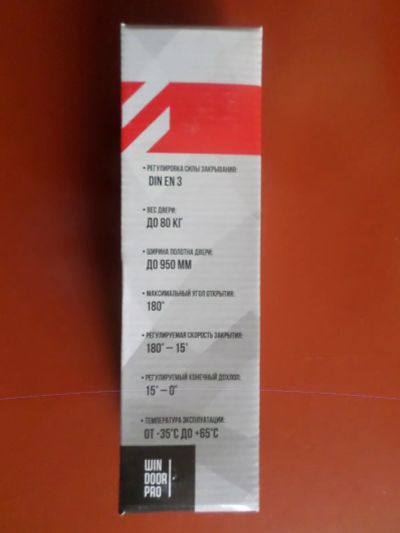 • РЕГУЛИРОВКА СИЛЫ ЗАКРЫВАНИЯ:
DIN EN 3
• ВЕС ДВЕРИ:
ДО 80 КГ
• ШИРИНА ПОЛОТНА ДВЕРИ:
ДО 950 ММ
• МАКСИМАЛЬНЫЙ УГОЛ ОТКРЫТИЯ:
180°
• РЕГУЛИРУЕМАЯ СКОРОСТЬ ЗАКРЫТИЯ:
180° – 15°
• РЕГУЛИРУЕМЫЙ КОНЕЧНЫЙ ДОХЛОП:
15° – 0°
• ТЕМПЕРАТУРА ЭКСПЛУАТАЦИИ:
ОТ -35°С ДО +65°С
WIN
DOOR
PRO